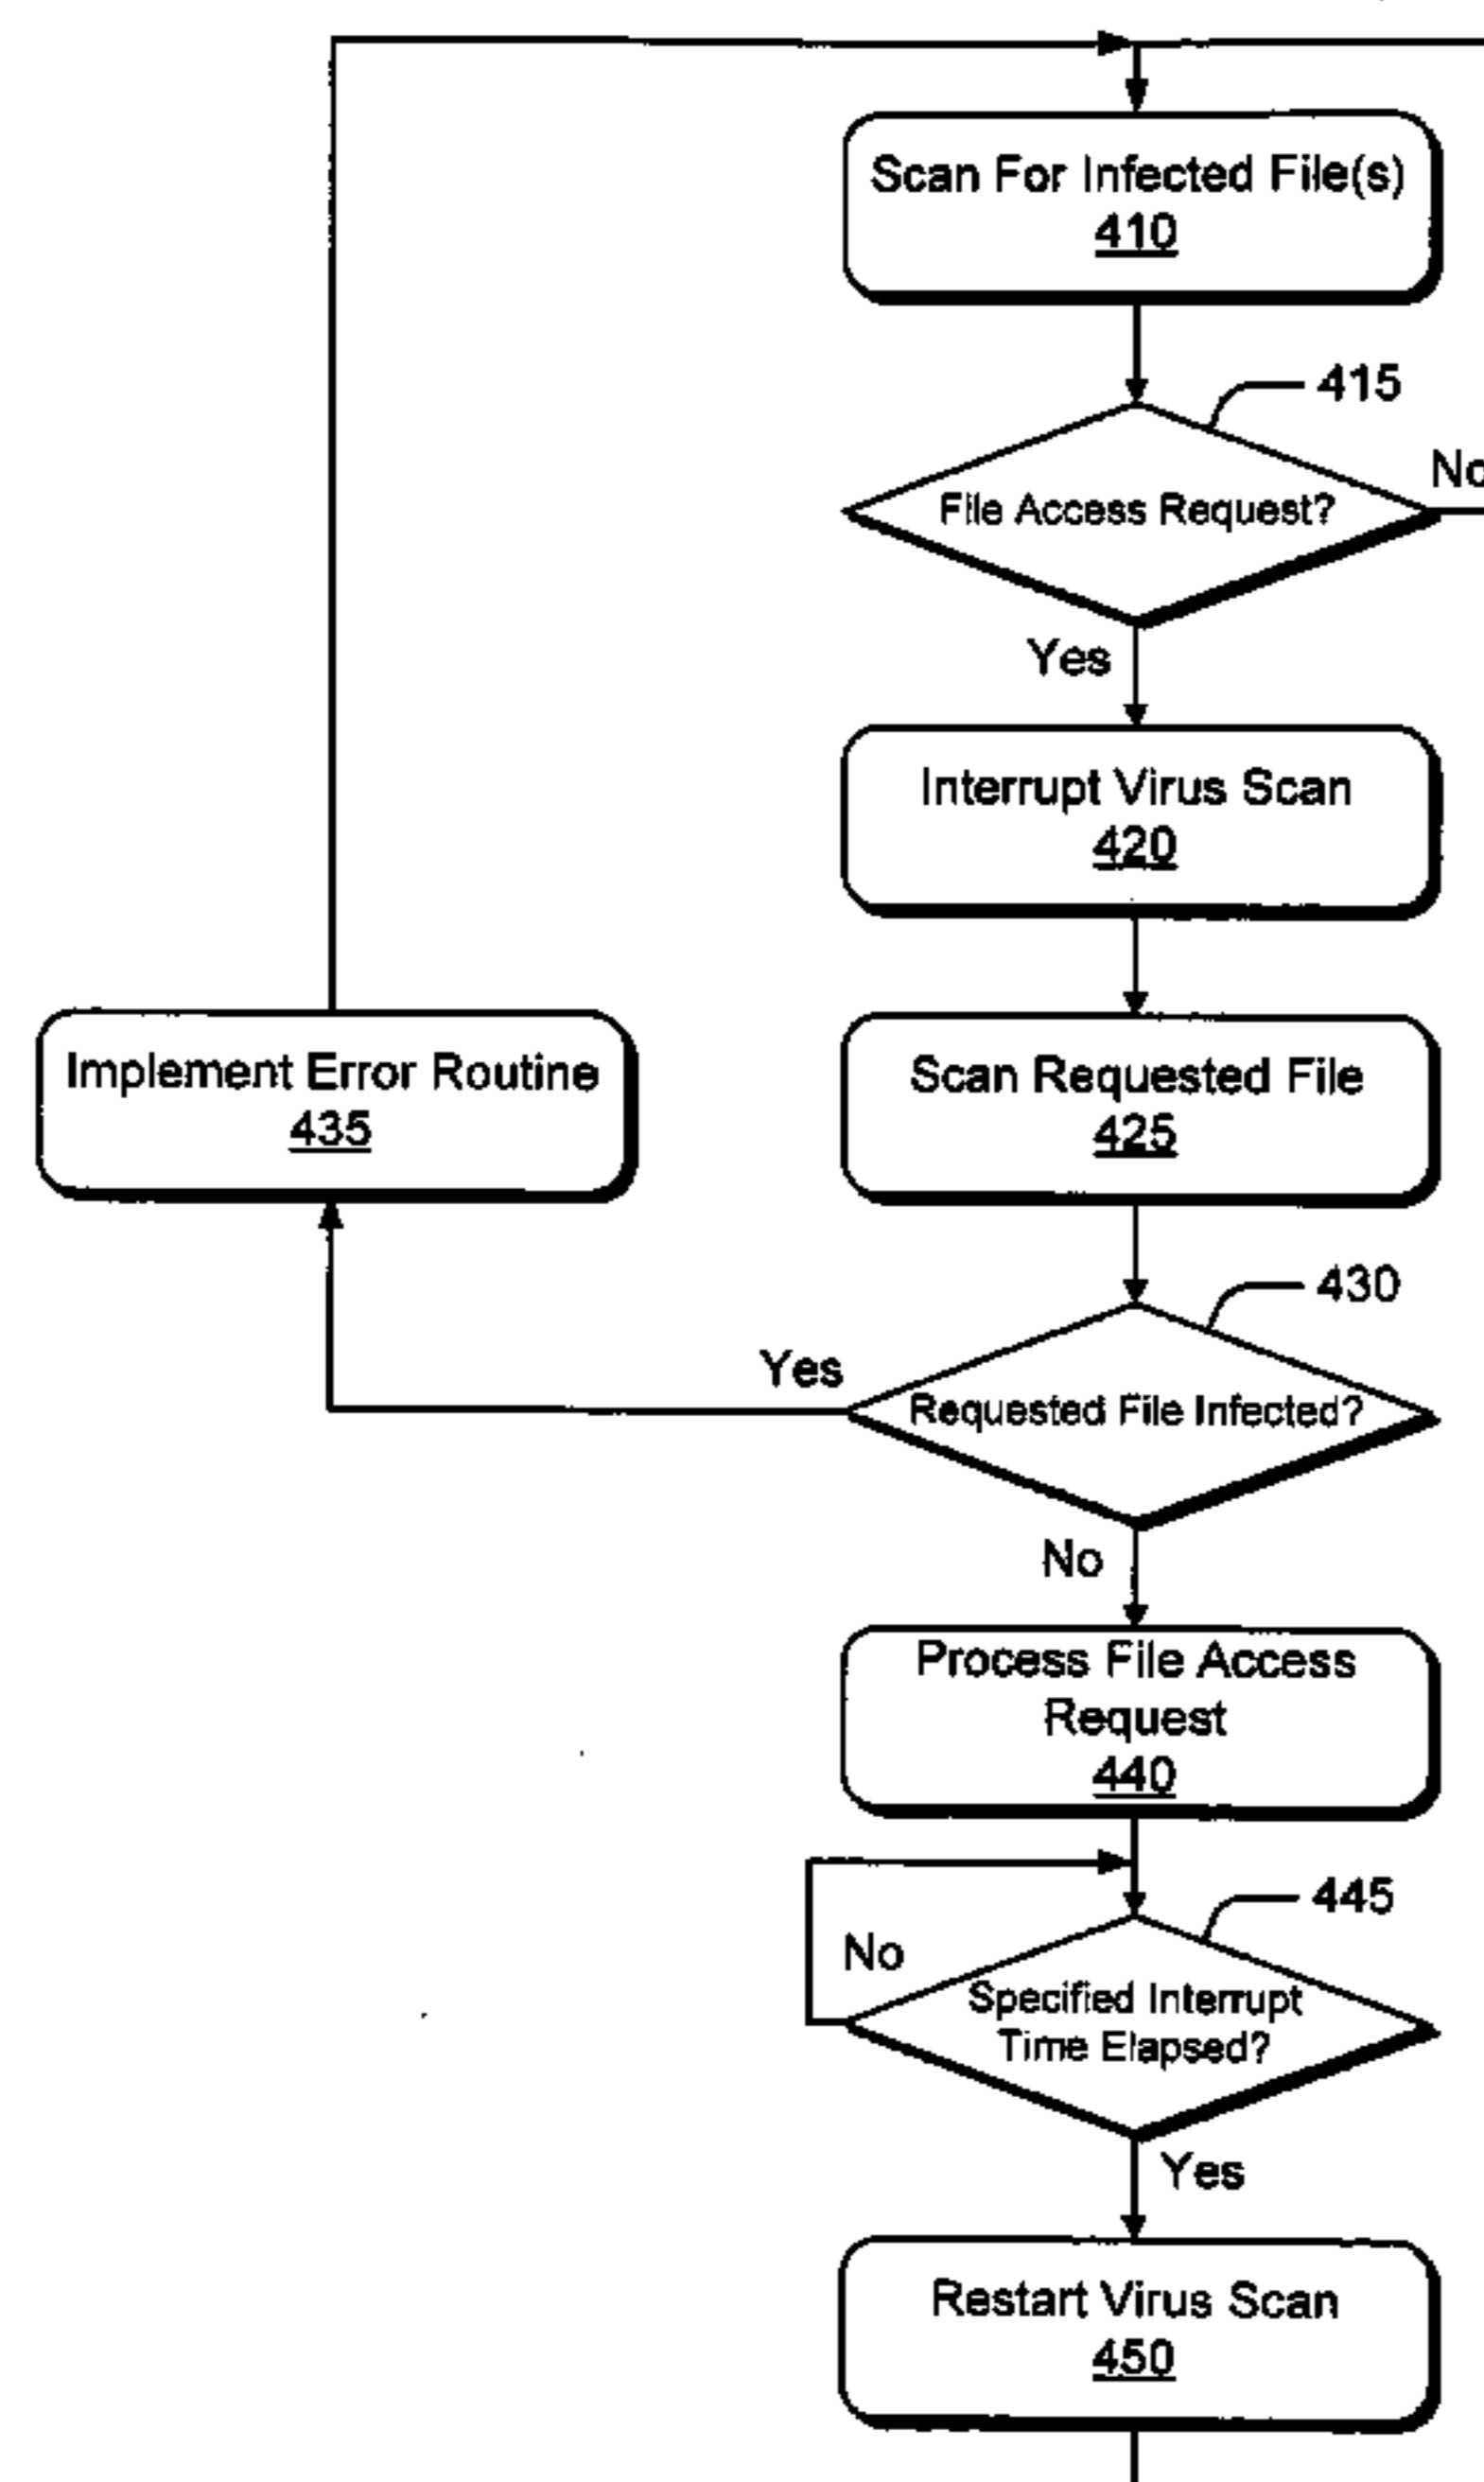 Scan For Infected File(s)
410
415
File Access Request?
No
Yes
Interrupt Virus Scan
420
Implement Error Routine
435
Scan Requested File
425
430
Yes
Requested File Infected?
No
Process File Access
Request
440
445
No
Specified Interrupt
Time Elapsed?
Yes
Restart Virus Scan
450